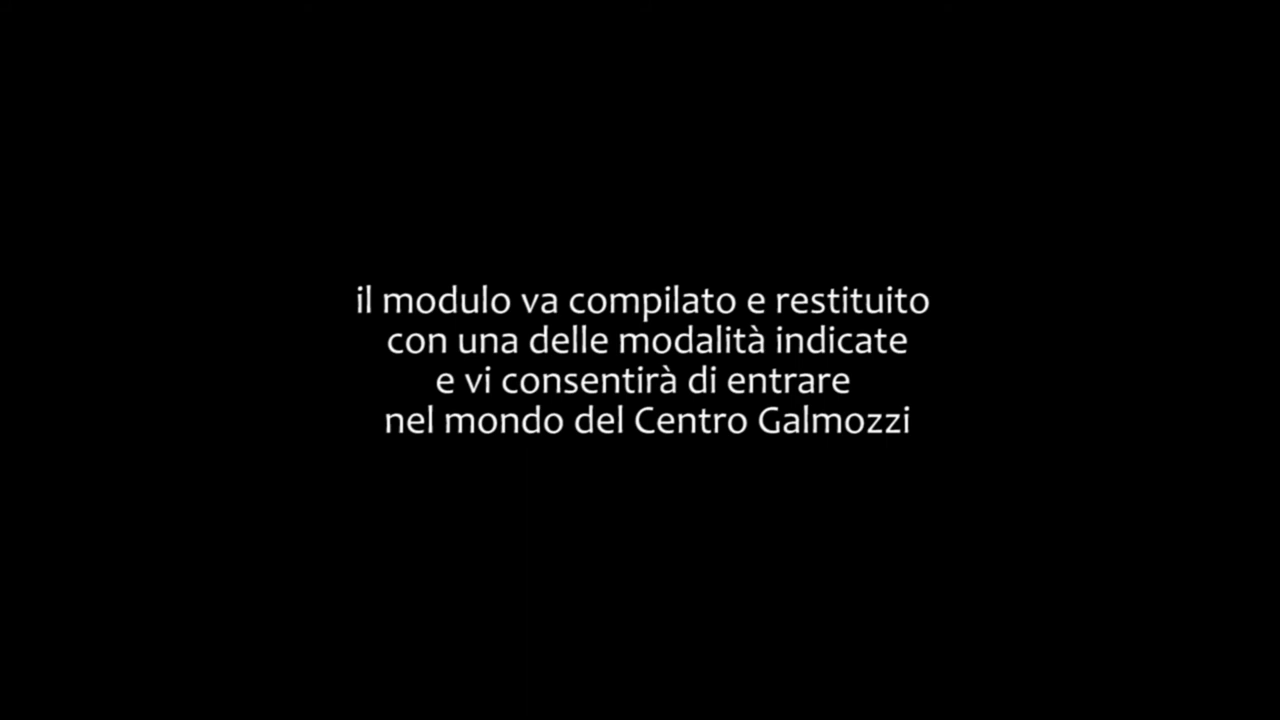 il modulo va compilato e restituito
con una delle modalità indicate
e vi consentirà di entrare
nel mondo del Centro Galmozzi